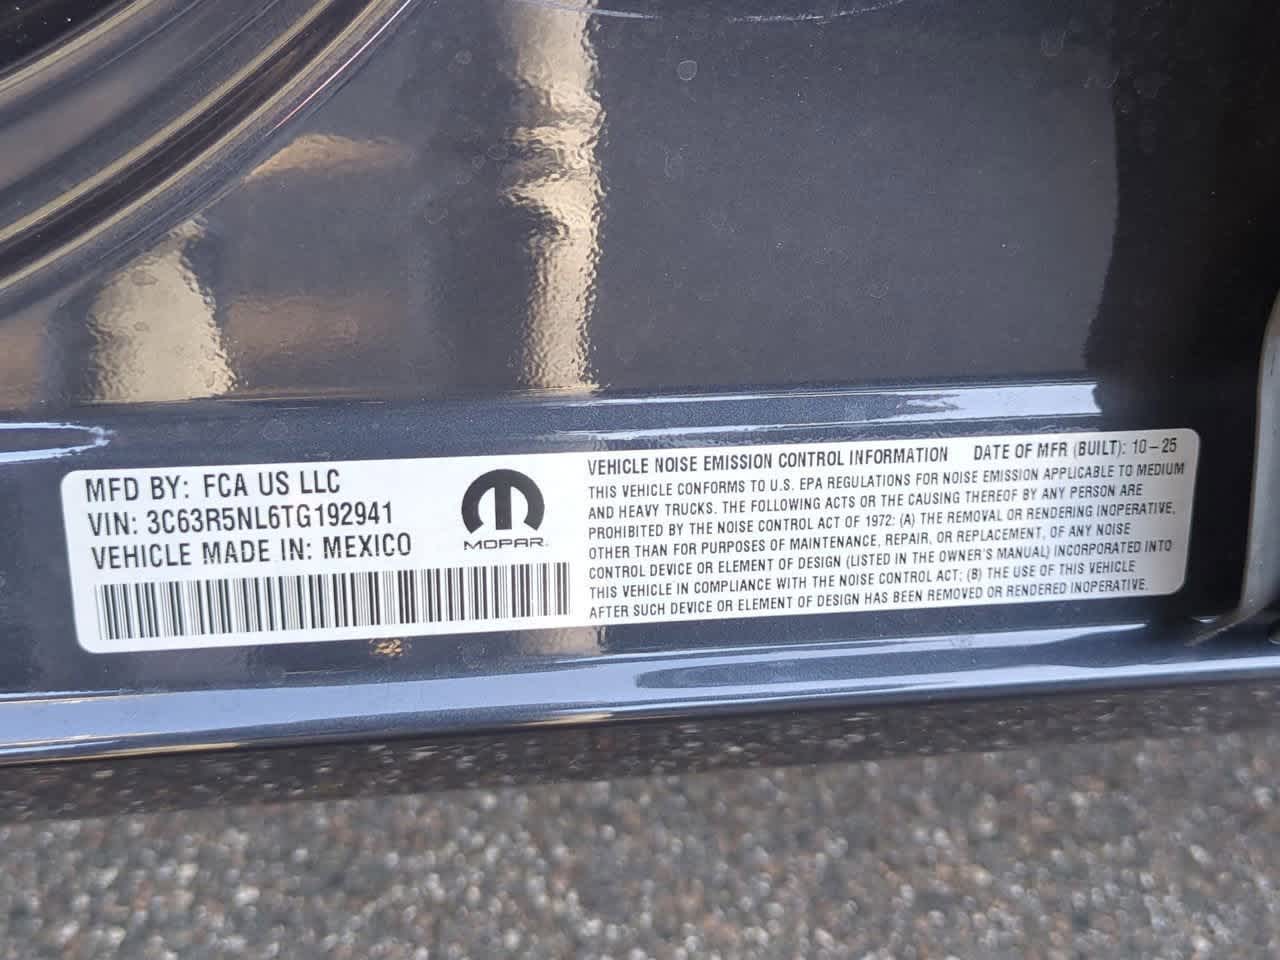 MFD BY: FCA US LLC
VIN: 3C63R5NL6TG192941
VEHICLE MADE IN: MEXICO
MOPAR.
VEHICLE NOISE EMISSION CONTROL INFORMATION DATE OF MFR (BUILT): 10-25
THIS VEHICLE CONFORMS TO U.S. EPA REGULATIONS FOR NOISE EMISSION APPLICABLE TO MEDIUM
AND HEAVY TRUCKS. THE FOLLOWING ACTS OR THE CAUSING THEREOF BY ANY PERSON ARE
PROHIBITED BY THE NOISE CONTROL ACT OF 1972: (A) THE REMOVAL OR RENDERING INOPERATIVE,
OTHER THAN FOR PURPOSES OF MAINTENANCE, REPAIR, OR REPLACEMENT, OF ANY NOISE
CONTROL DEVICE OR ELEMENT OF DESIGN (LISTED IN THE OWNER'S MANUAL) INCORPORATED INTO
THIS VEHICLE IN COMPLIANCE WITH THE NOISE CONTROL ACT; (B) THE USE OF THIS VEHICLE
AFTER SUCH DEVICE OR ELEMENT OF DESIGN HAS BEEN REMOVED OR RENDERED INOPERATIVE.